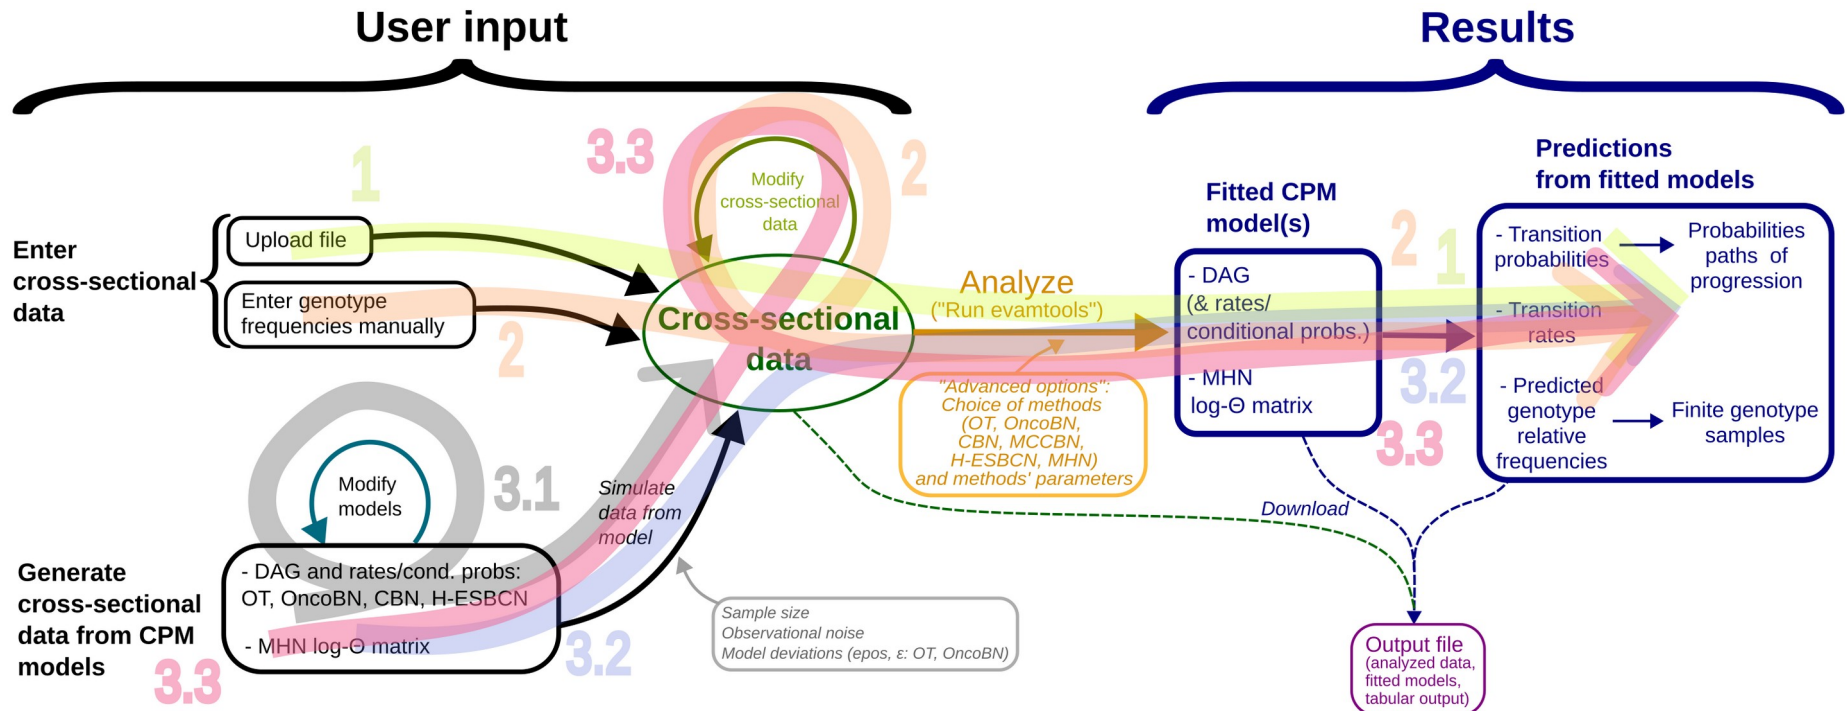 User input
Results
3.3
2
1
Modify
cross-sectional
data
Predictions
from fitted models
Fitted CPM
model(s)
2
1
Enter
cross-sectional
data
Upload file
Enter genotype
frequencies manually
2
Cross-sectional
data
Analyze
("Run evamtools")
"Advanced options":
Choice of methods
(OT, OncoBN,
CBN, MCCBN,
H-ESBCN, MHN)
and methods' parameters
- DAG
(& rates/
conditional probs.)
- MHN
log-Θ matrix
3.2
3.3
- Transition
probabilities
Probabilities
paths of
progression
- Transition
rates
- Predicted
genotype
relative
frequencies
Finite genotype
samples
Modify
models
3.1
Simulate
data from
model
Download
Generate
cross-sectional
data from CPM
models
- DAG and rates/cond. probs:
OT, OncoBN, CBN, H-ESBCN
- MHN log-Θ matrix
3.3
3.2
Sample size
Observational noise
Model deviations (epos, ε: OT, OncoBN)
Output file
(analyzed data,
fitted models,
tabular output)